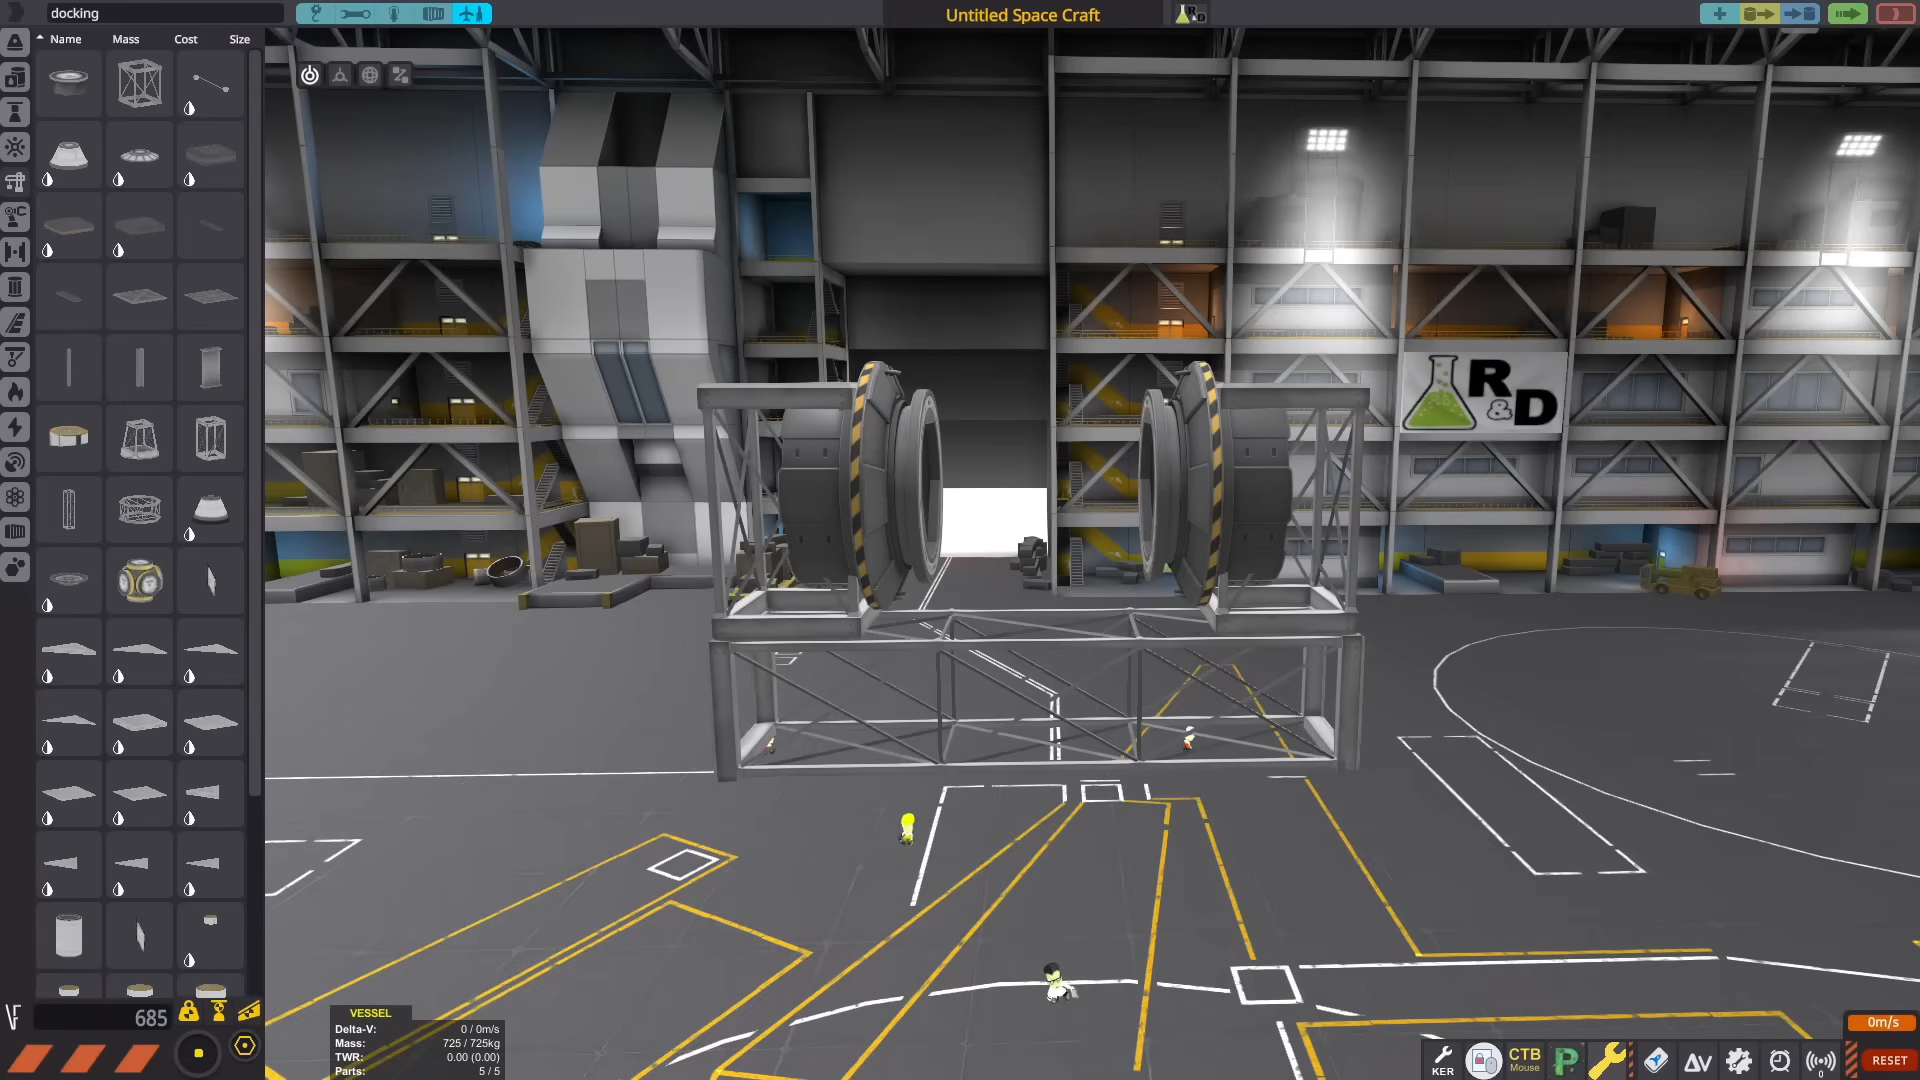 docking
Untitled Space Craft
R&D
Name Mass Cost Size
R&D
685
VESSEL
Delta-V: 0 / 0m/s
Mass: 725 / 725kg
TWR: 0.00 (0.00)
Parts: 5 / 5
0m/s
KER
CTB
Mouse
P
ΔV
0
RESET